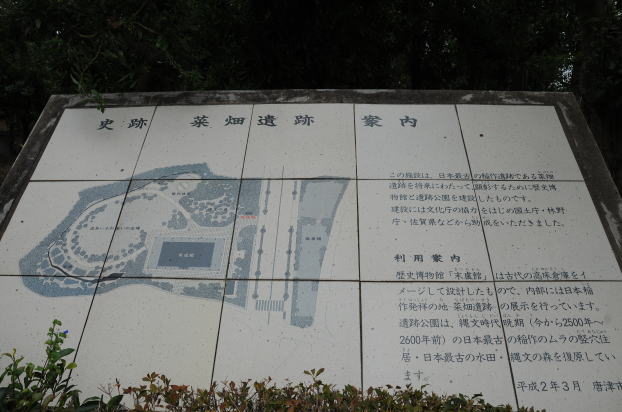 史跡 菜畑遺跡 案内
この施設は、日本最古の稲作遺跡である菜畑
遺跡を将来にわたって顕彰するために歴史博
物館と遺跡公園を建設したものです。
建設には文化庁の協力をはじめ国土庁・林野
庁・佐賀県などから助成をいただきました。
利用案内
歴史博物館「末盧館」は古代の高床倉庫をイ
メージして設計したもので、内部には日本稲
作発祥の地 菜畑遺跡の展示を行っています。
遺跡公園は、縄文時代晩期(今から2500年〜
2600年前)の日本最古の稲作のムラの竪穴住
居・日本最古の水田・縄文の森を復原してい
ます。
平成2年3月 唐津市
末盧館
駐車場